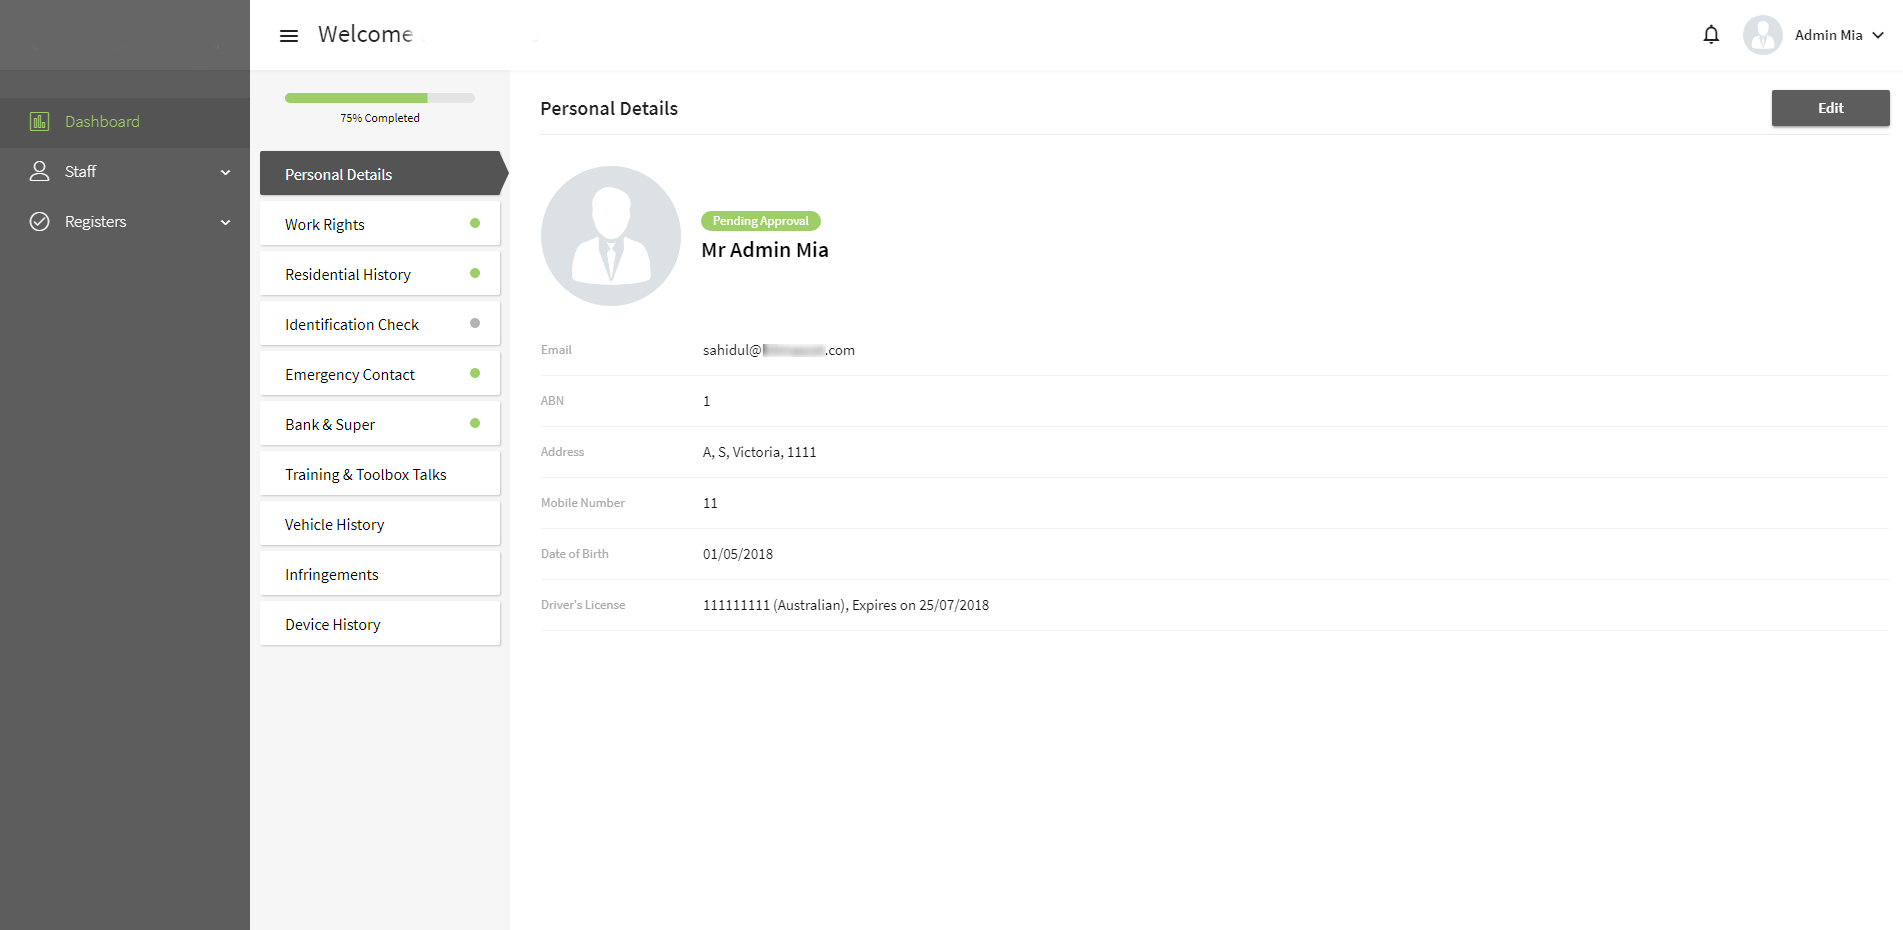 Welcome
Admin Mia
Dashboard
Staff
Registers
75% Completed
Personal Details
Work Rights
Residential History
Identification Check
Emergency Contact
Bank & Super
Training & Toolbox Talks
Vehicle History
Infringements
Device History
Personal Details
Edit
Pending Approval
Mr Admin Mia
Email sahidul@ .com
ABN 1
Address A, S, Victoria, 1111
Mobile Number 11
Date of Birth 01/05/2018
Driver's License 111111111 (Australian), Expires on 25/07/2018